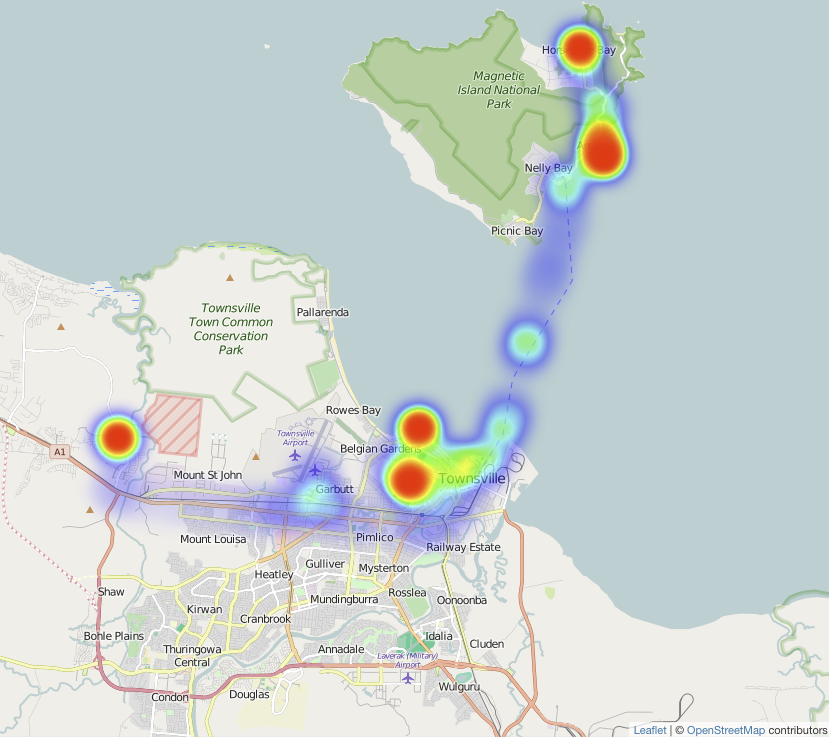 Magnetic
Island National
Park
Nelly Bay
Picnic Bay
Townsville
Town Common
Conservation
Park
Pallarenda
Rowes Bay
Townsville
Airport
Belgian Gardens
A1
Mount St John
Garbutt
Townsville
Mount Louisa
Pimlico
Railway Estate
Gulliver
Mysterton
Heatley
Shaw
Mundingburra
Rosslea
Oonoonba
Kirwan
Cranbrook
Bohle Plains
Idalia
Cluden
Thuringowa
Central
Annadale
Laverak (Military)
Airport
Condon
Douglas
Wulguru
Leaflet | © OpenStreetMap contributors